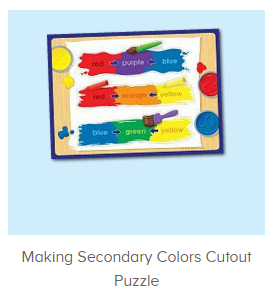 red purple blue
red orange yellow
blue green yellow
Making Secondary Colors Cutout
Puzzle